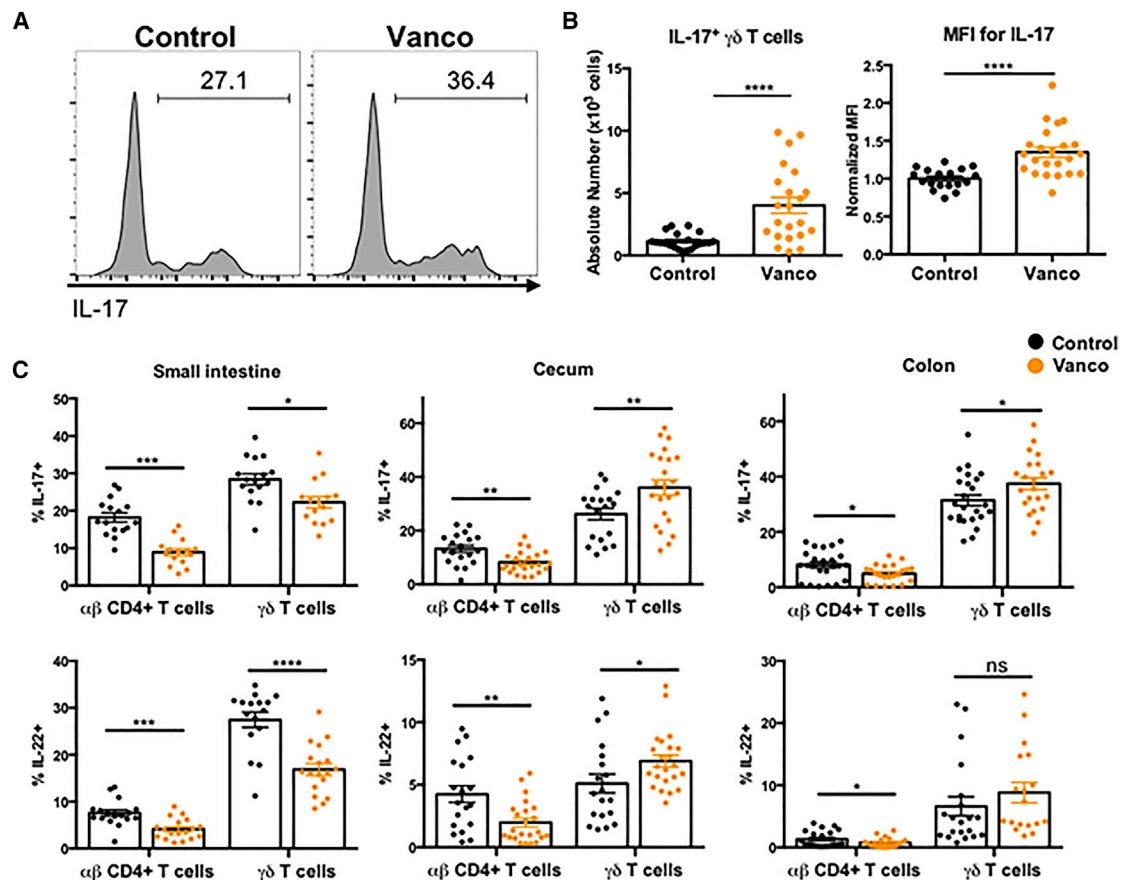 A
Control
Vanco
27.1
36.4
IL-17
B
IL-17+ γδ T cells
Absolute Number (x10³ cells)
15
10
5
0
****
Control
Vanco
MFI for IL-17
Normalized MFI
2.5
2.0
1.5
1.0
0.5
0.0
****
Control
Vanco
Control
Vanco
C
Small intestine
% IL-17+
50
40
30
20
10
0
***
*
αβ CD4+ T cells
γδ T cells
Cecum
% IL-17+
60
40
20
0
**
**
αβ CD4+ T cells
γδ T cells
Colon
% IL-17+
60
40
20
0
*
*
αβ CD4+ T cells
γδ T cells
% IL-22+
40
30
20
10
0
***
****
αβ CD4+ T cells
γδ T cells
% IL-22+
15
10
5
0
**
*
αβ CD4+ T cells
γδ T cells
% IL-22+
30
20
10
0
*
ns
αβ CD4+ T cells
γδ T cells